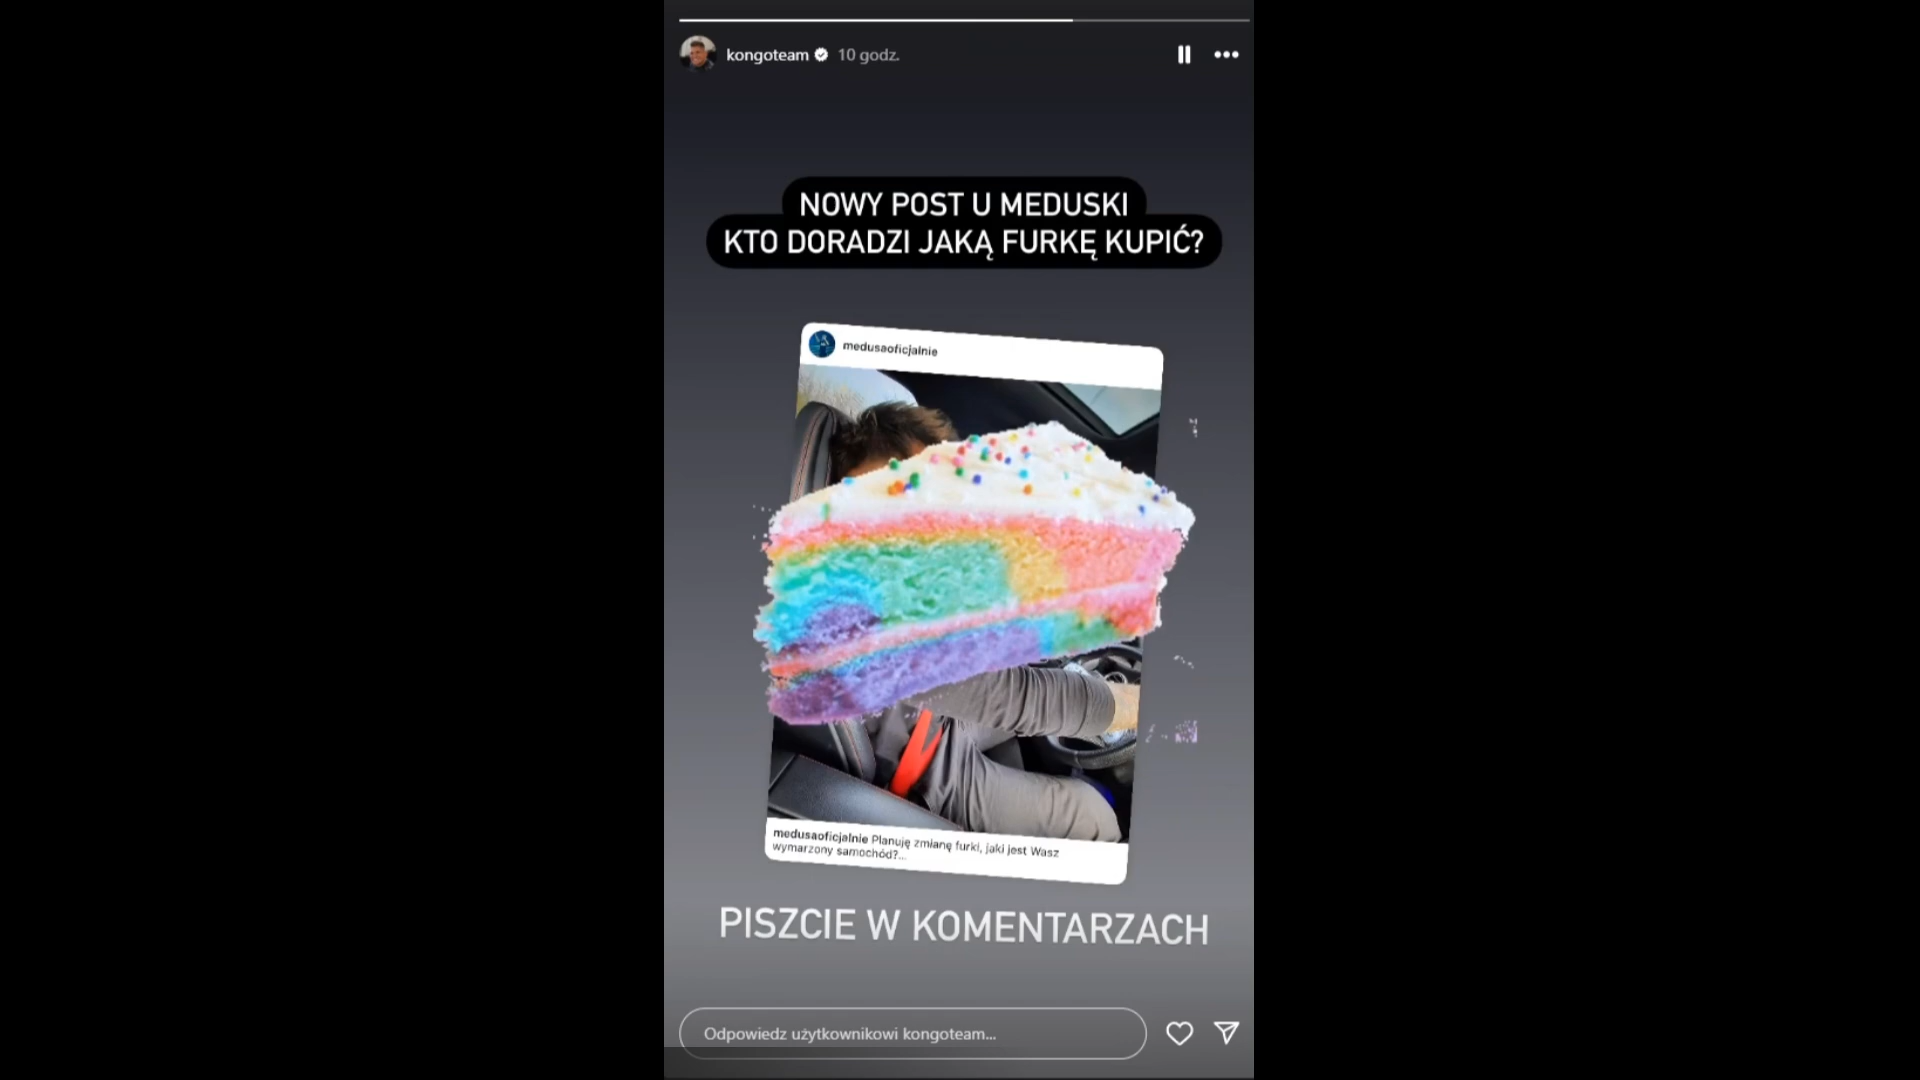 kongoteam 10 godz.
NOWY POST U MEDUSKI
KTO DORADZI JAKĄ FURKĘ KUPIĆ?
medusaoficjalnie
medusaoficjalnie Planuję zmianę furki, jaki jest Wasz
wymarzony samochód?...
PISZCIE W KOMENTARZACH
Odpowiedz użytkownikowi kongoteam...